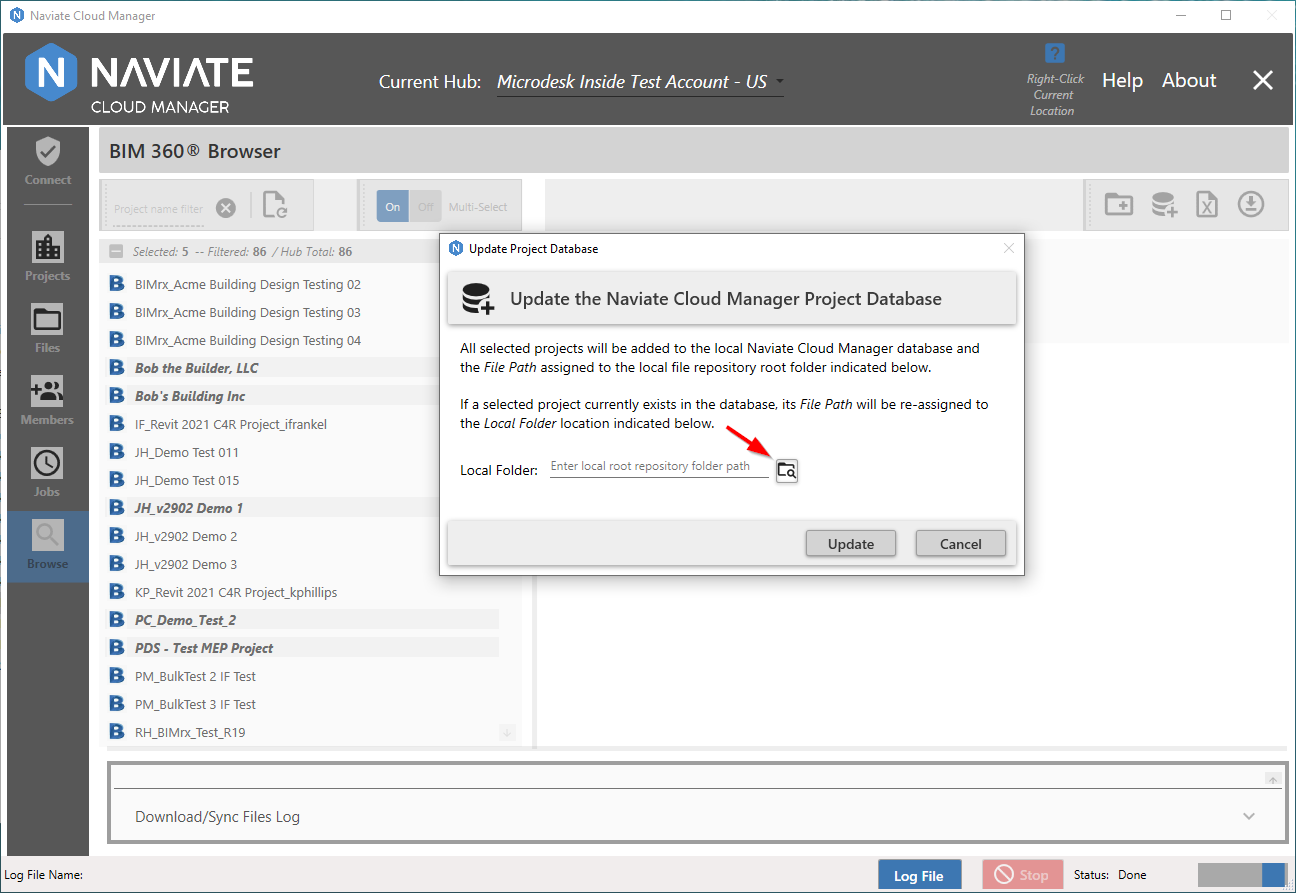 Naviate Cloud Manager
NAVIATE
CLOUD MANAGER
Current Hub: Microdesk Inside Test Account - US
?
Right-Click
Current
Location
Help
About
Connect
Projects
Files
Members
Jobs
Browse
BIM 360® Browser
Project name filter
On
Off
Multi-Select
Selected: 5 -- Filtered: 86 / Hub Total: 86
B BIMrx_Acme Building Design Testing 02
B BIMrx_Acme Building Design Testing 03
B BIMrx_Acme Building Design Testing 04
B Bob the Builder, LLC
B Bob's Building Inc
B IF_Revit 2021 C4R Project_ifrankel
B JH_Demo Test 011
B JH_Demo Test 015
B JH_v2902 Demo 1
B JH_v2902 Demo 2
B JH_v2902 Demo 3
B KP_Revit 2021 C4R Project_kphillips
B PC_Demo_Test_2
B PDS - Test MEP Project
B PM_BulkTest 2 IF Test
B PM_BulkTest 3 IF Test
B RH_BIMrx_Test_R19
Update Project Database
Update the Naviate Cloud Manager Project Database
All selected projects will be added to the local Naviate Cloud Manager database and
the File Path assigned to the local file repository root folder indicated below.
If a selected project currently exists in the database, its File Path will be re-assigned to
the Local Folder location indicated below.
Local Folder: Enter local root repository folder path
Update
Cancel
Download/Sync Files Log
Log File Name:
Log File
Stop
Status: Done